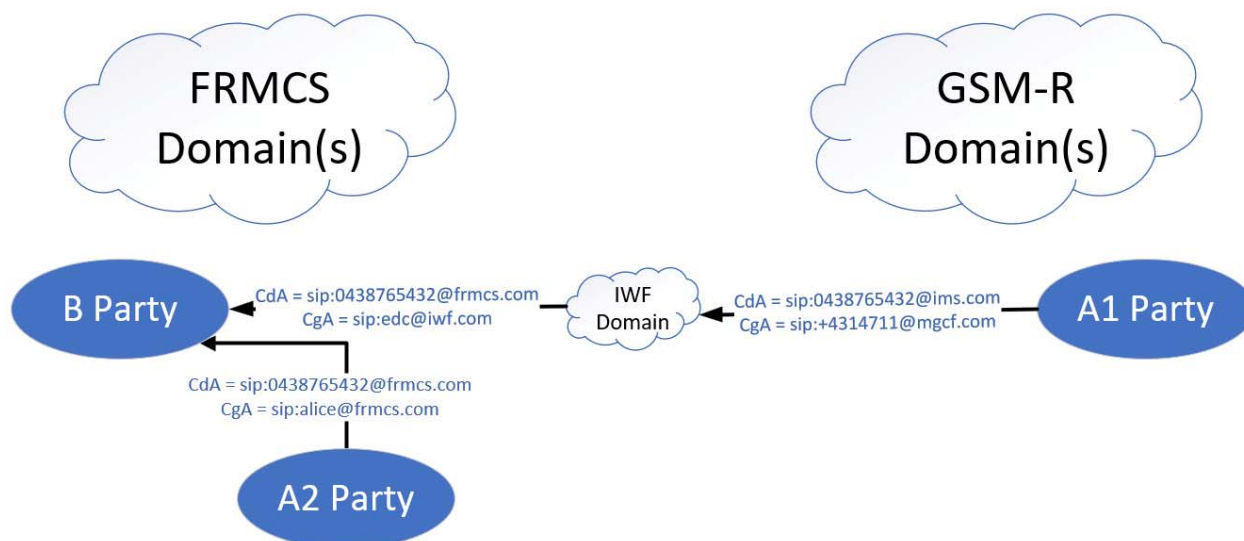 FRMCS
Domain(s)
GSM-R
Domain(s)
B Party
CdA = sip:0438765432@frmcs.com
CgA = sip:edc@iwf.com
IWF
Domain
CdA = sip:0438765432@ims.com
CgA = sip:+4314711@mgcf.com
A1 Party
CdA = sip:0438765432@frmcs.com
CgA = sip:alice@frmcs.com
A2 Party